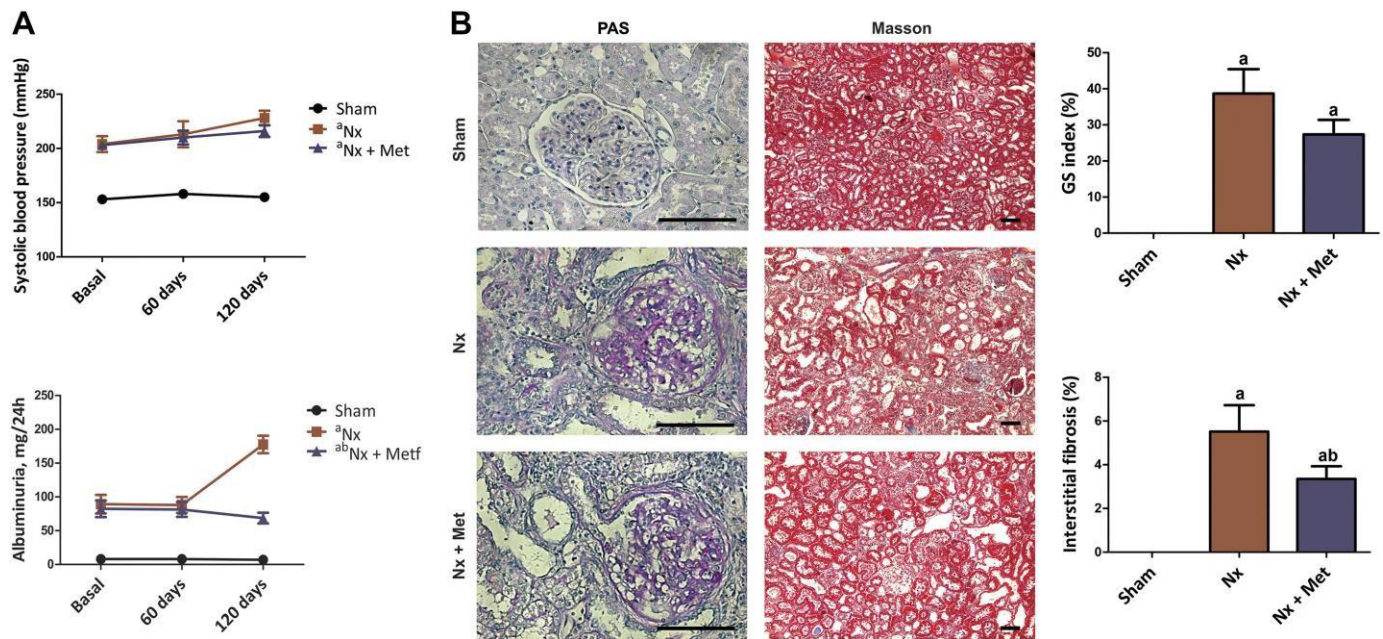 A
Systolic blood pressure (mmHg)
250
200
150
100
Basal
60 days
120 days
Sham
ᵃNx
ᵃNx + Met
Albuminuria, mg/24h
250
200
150
100
50
0
Basal
60 days
120 days
Sham
ᵃNx
ᵃᵇNx + Metf
B
PAS
Masson
Sham
Nx
Nx + Met
GS index (%)
50
40
30
20
10
0
a
a
Sham
Nx
Nx + Met
Interstitial fibrosis (%)
8
6
4
2
0
a
ab
Sham
Nx
Nx + Met